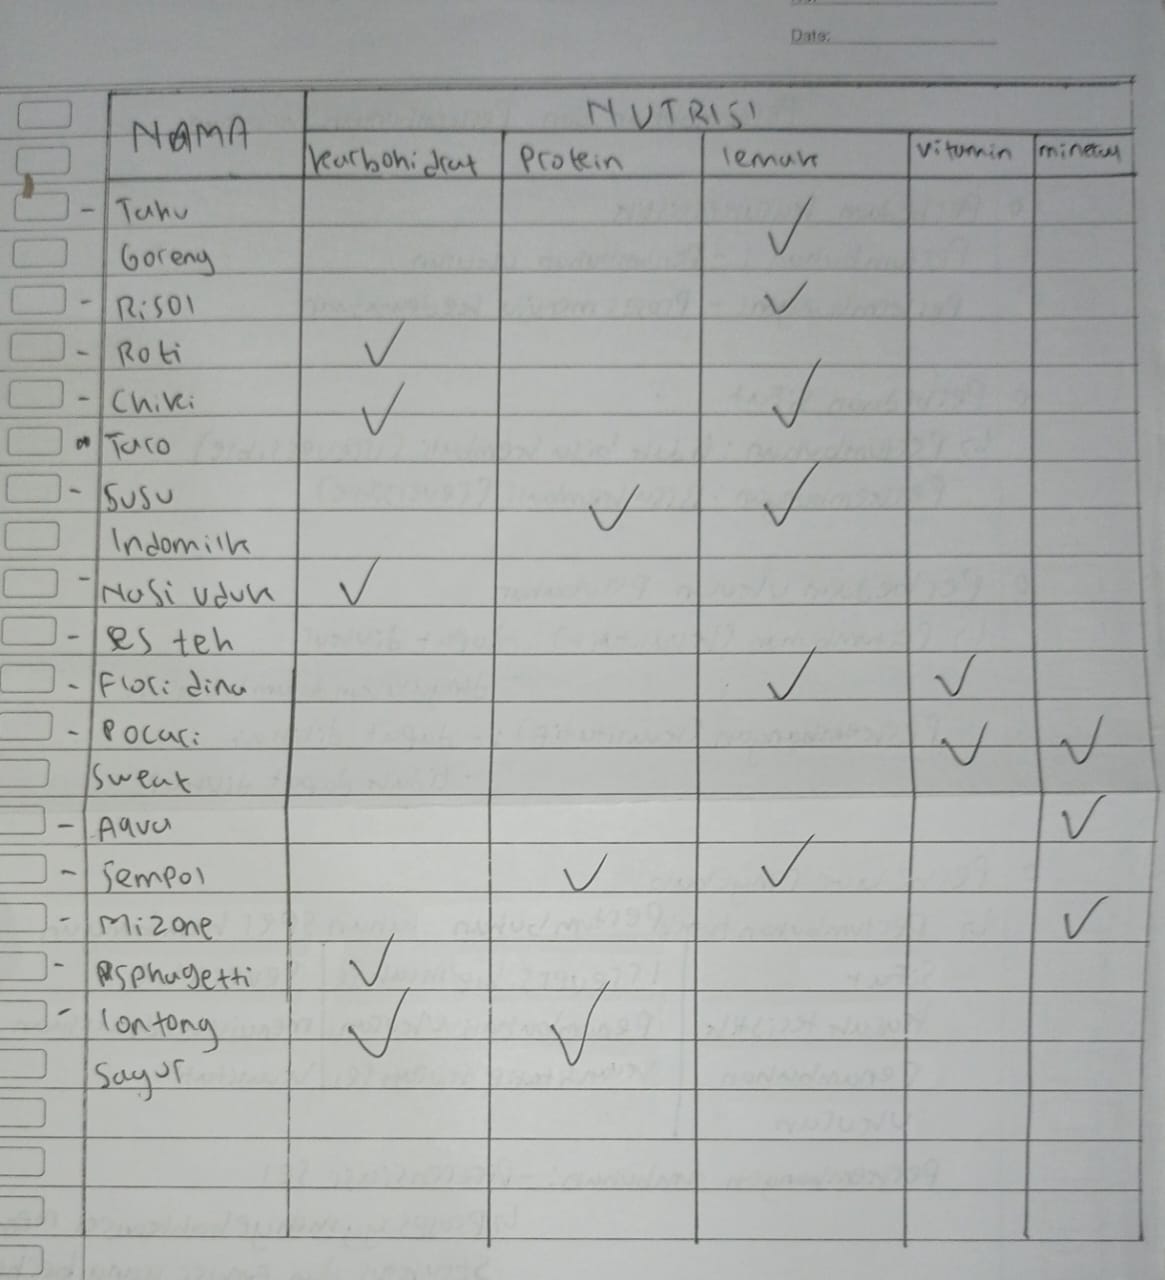 Date:
NAMA NUTRISI
karbohidrat Protein lemak vitamin mineral
- Tahu ✓
Goreng
- Risol ✓
- Roti ✓
- Chiki ✓ ✓
Taro
- Susu ✓ ✓
Indomilk
- Nasi uduk ✓
- es teh
- Floridina ✓ ✓
- Pocari ✓ ✓
Sweat
- Aqua ✓
- Sempol ✓ ✓
- Mizone ✓
- sphagetti ✓
- lontong ✓ ✓
Sayur